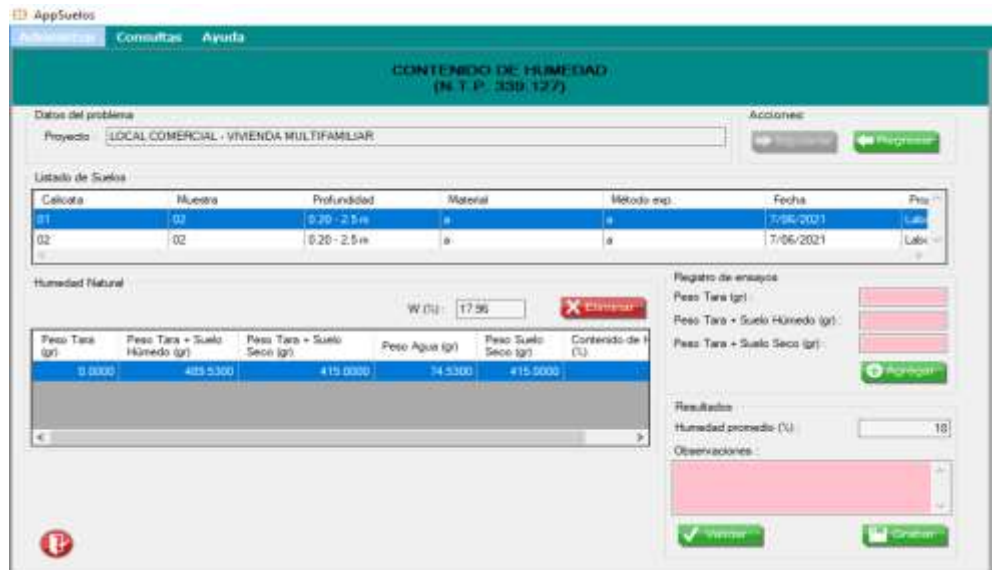 AppSuelos
Administrar Consultas Ayuda
CONTENIDO DE HUMEDAD
(N.T.P. 339.127)
Datos del problema
Proyecto LOCAL COMERCIAL - VIVIENDA MULTIFAMILIAR
Acciones
Regresar
Listado de Suelos
Calicata Muestra Profundidad Material Método exp. Fecha
01 02 0.20 - 2.5 m a a 7/06/2021
02 02 0.20 - 2.5 m a a 7/06/2021
Humedad Natural
W (%) : 17.96 Eliminar
Peso Tara (gr) Peso Tara + Suelo Húmedo (gr) Peso Tara + Suelo Seco (gr) Peso Agua (gr) Peso Suelo Seco (gr) Contenido de H (%)
0.0000 489.5300 415.0000 74.5300 415.0000
Registro de ensayos
Peso Tara (gr) :
Peso Tara + Suelo Húmedo (gr) :
Peso Tara + Suelo Seco (gr) :
Agregar
Resultados
Humedad promedio (%) : 18
Observaciones :
Validar Grabar